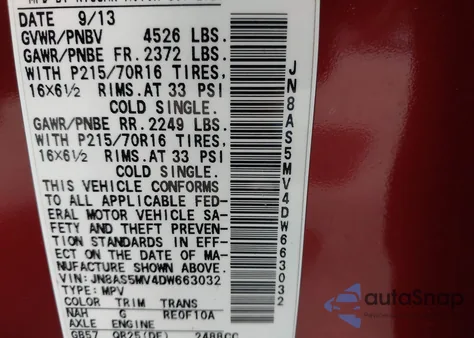 DATE 9/13
GVWR/PNBV 4526 LBS.
GAWR/PNBE FR. 2372 LBS.
WITH P215/70R16 TIRES,
16X6½ RIMS. AT 33 PSI
COLD SINGLE.
GAWR/PNBE RR. 2249 LBS.
WITH P215/70R16 TIRES,
16X6½ RIMS. AT 33 PSI
COLD SINGLE.
THIS VEHICLE CONFORMS
TO ALL APPLICABLE FED-
ERAL MOTOR VEHICLE SA-
FETY AND THEFT PREVEN-
TION STANDARDS IN EFF-
ECT ON THE DATE OF MA-
VIN:JN8AS5MV4DW663032
TYPE:MPV
COLOR TRIM TRANS
NAH G RE0F10A
AXLE ENGINE
GB57 QR25(DE) 2488CC
JN8AS5MV4DW663032
autoSnap